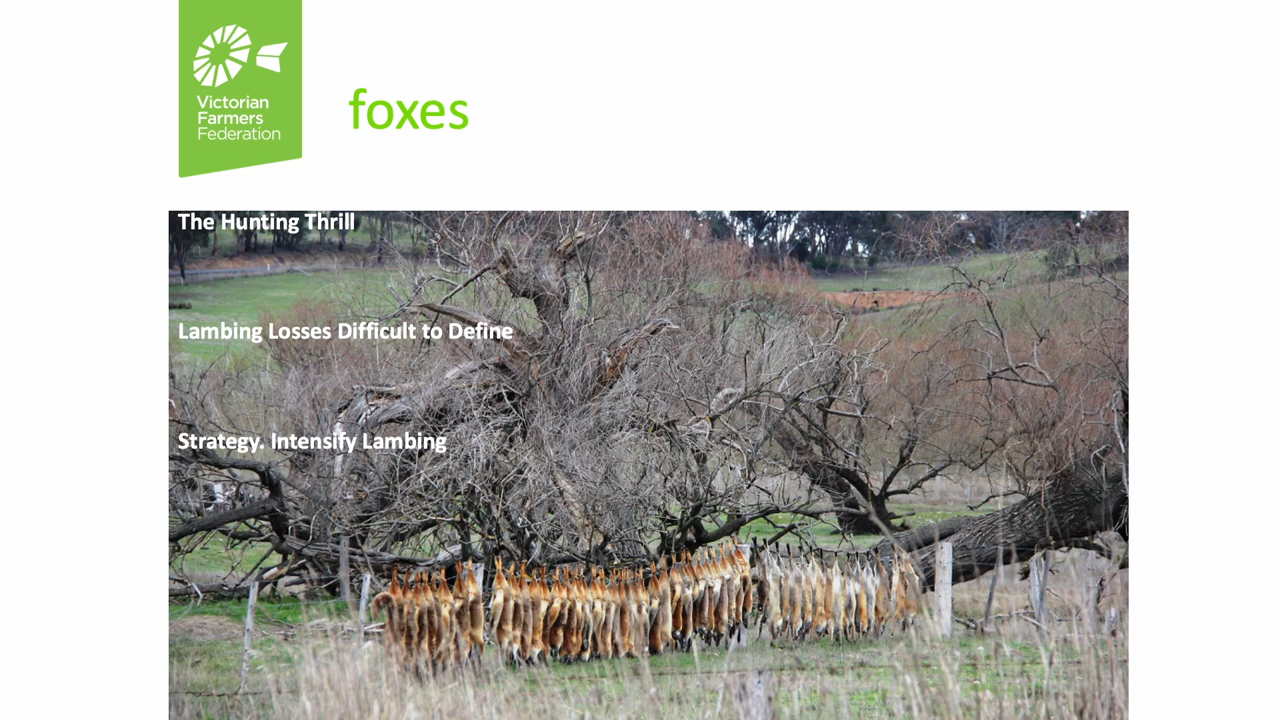 Victorian
Farmers
Federation
foxes
The Hunting Thrill
Lambing Losses Difficult to Define
Strategy. Intensify Lambing